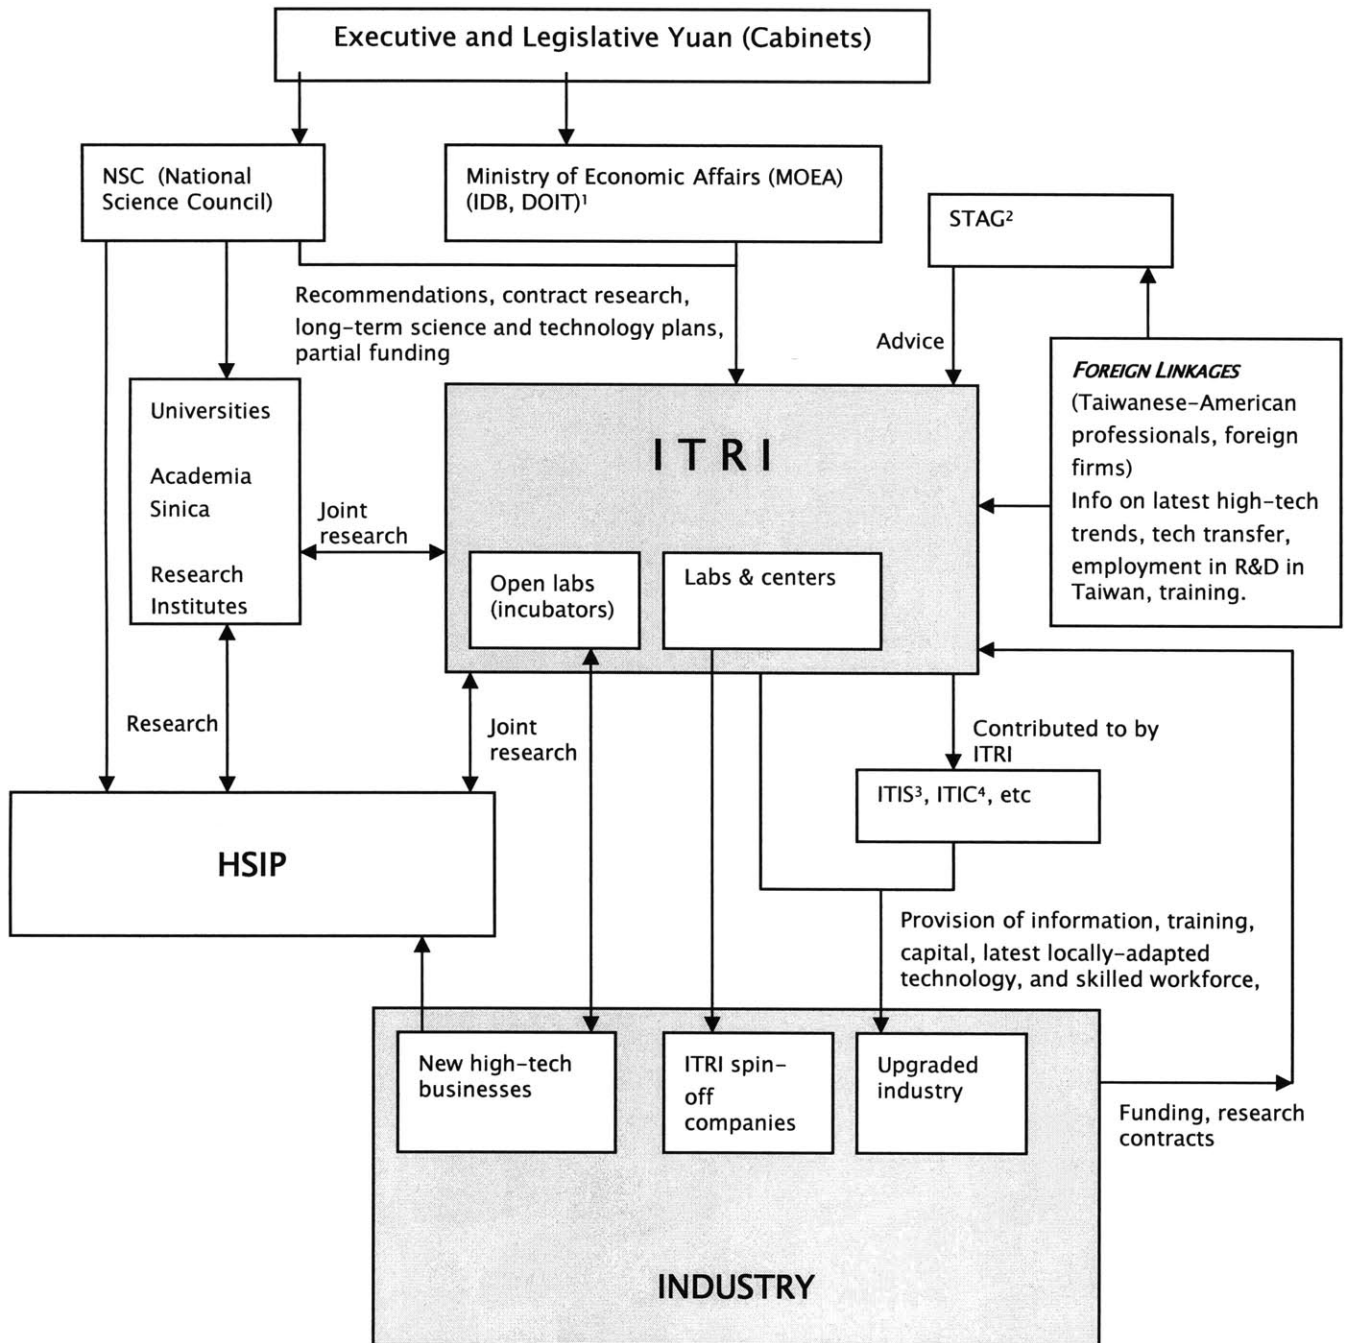 Executive and Legislative Yuan (Cabinets)
NSC (National
Science Council)
Ministry of Economic Affairs (MOEA)
(IDB, DOIT)¹
STAG²
Recommendations, contract research,
long-term science and technology plans,
partial funding
Advice
FOREIGN LINKAGES
(Taiwanese-American
professionals, foreign
firms)
Info on latest high-tech
trends, tech transfer,
employment in R&D in
Taiwan, training.
Universities
Academia
Sinica
Research
Institutes
Joint
research
ITRI
Open labs
(incubators)
Labs & centers
Research
Joint
research
Contributed to by
ITRI
ITIS³, ITIC⁴, etc
HSIP
Provision of information, training,
capital, latest locally-adapted
technology, and skilled workforce,
New high-tech
businesses
ITRI spin-
off
companies
Upgraded
industry
Funding, research
contracts
INDUSTRY